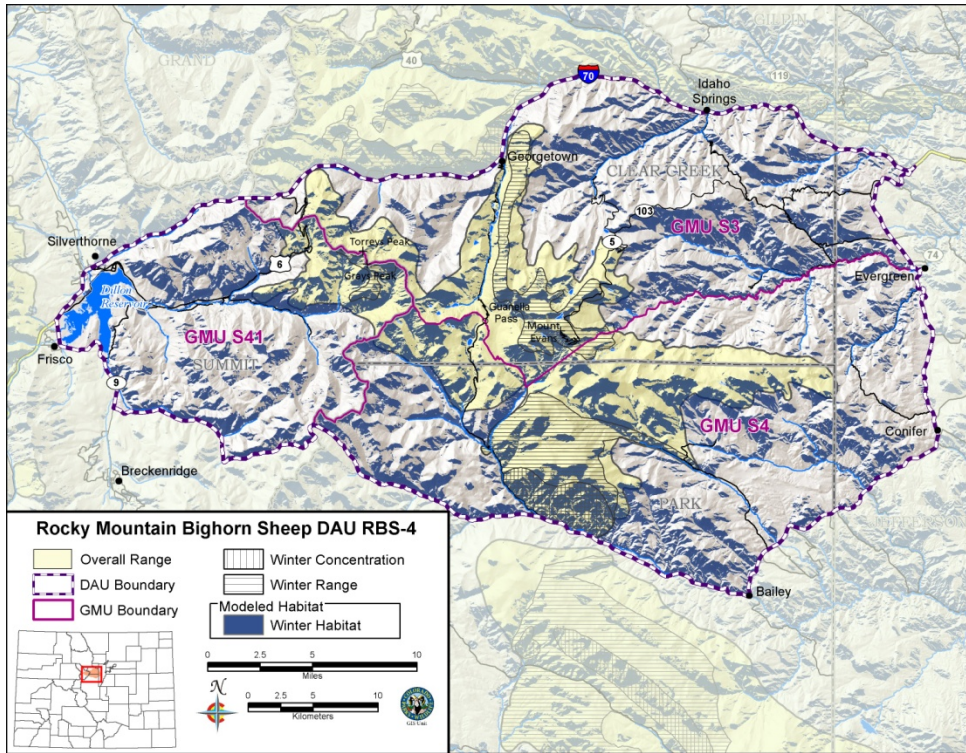 GILPIN
GRAND
40
119
70
Idaho
Springs
Georgetown
CLEAR CREEK
103
GMU S3
5
Silverthorne
Torreys Peak
6
Grays Peak
74
Evergreen
Dillon
Reservoir
Guanella
Pass
Mount
Evans
GMU S41
SUMMIT
Frisco
9
GMU S4
Conifer
Breckenridge
PARK
JEFFERSON
Bailey
Rocky Mountain Bighorn Sheep DAU RBS-4
Overall Range
DAU Boundary
GMU Boundary
Winter Concentration
Winter Range
Modeled Habitat
Winter Habitat
0 2.5 5 10
Miles
N
0 2.5 5 10
Kilometers
GIS Unit